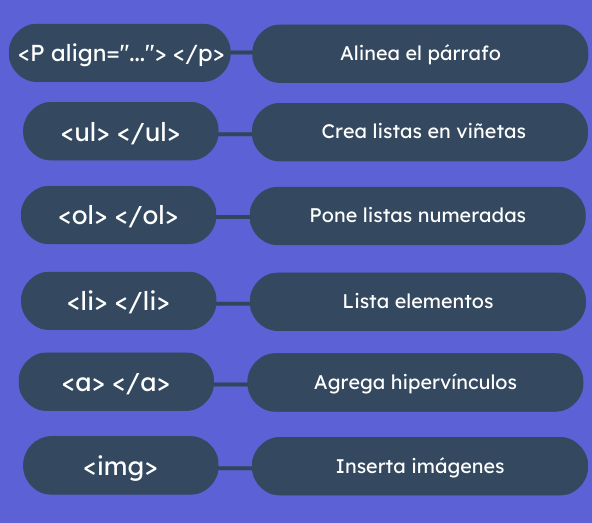 <P align="..."> </p> Alinea el párrafo
<ul> </ul> Crea listas en viñetas
<ol> </ol> Pone listas numeradas
<li> </li> Lista elementos
<a> </a> Agrega hipervínculos
<img> Inserta imágenes